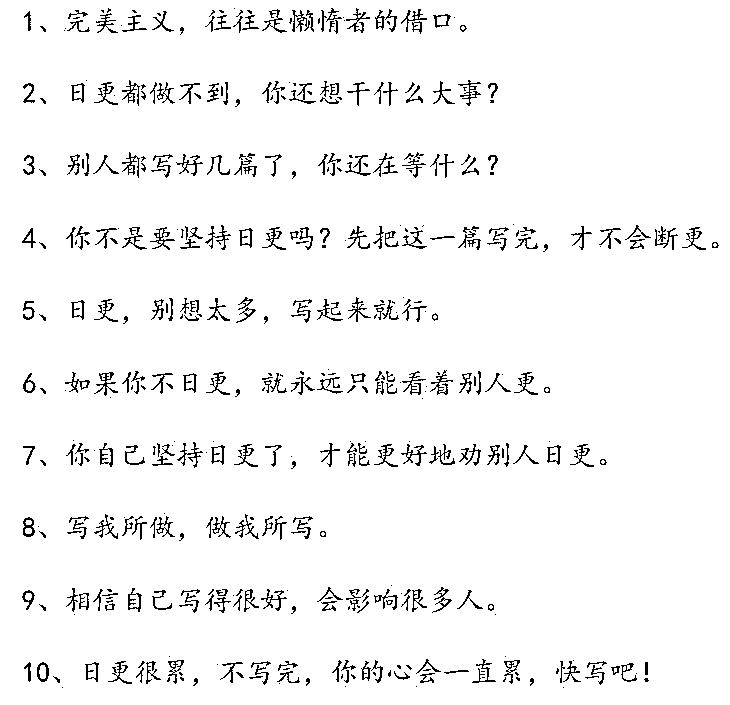 1、完美主义，往往是懒惰者的借口。
2、日更都做不到，你还想干什么大事？
3、别人都写好几篇了，你还在等什么？
4、你不是要坚持日更吗？先把这一篇写完，才不会断更。
5、日更，别想太多，写起来就行。
6、如果你不日更，就永远只能看着别人更。
7、你自己坚持日更了，才能更好地劝别人日更。
8、写我所做，做我所写。
9、相信自己写得很好，会影响很多人。
10、日更很累，不写完，你的心会一直累，快写吧！